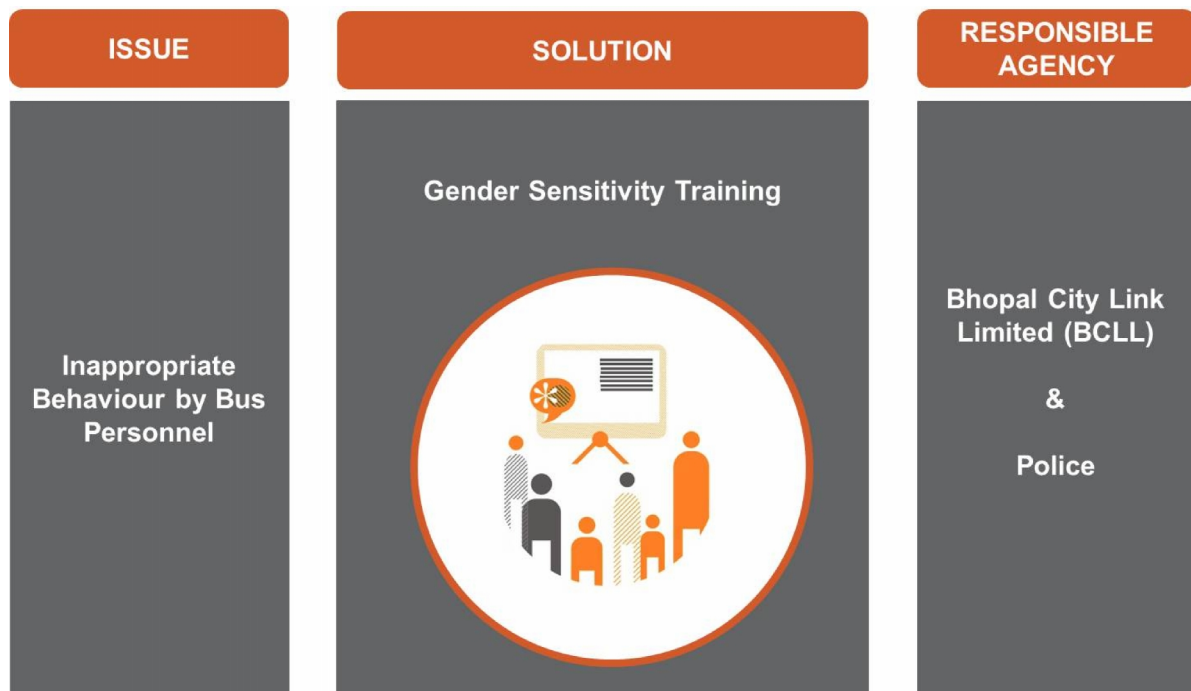 ISSUE
SOLUTION
RESPONSIBLE
AGENCY
Inappropriate
Behaviour by Bus
Personnel
Gender Sensitivity Training
Bhopal City Link
Limited (BCLL)
&
Police